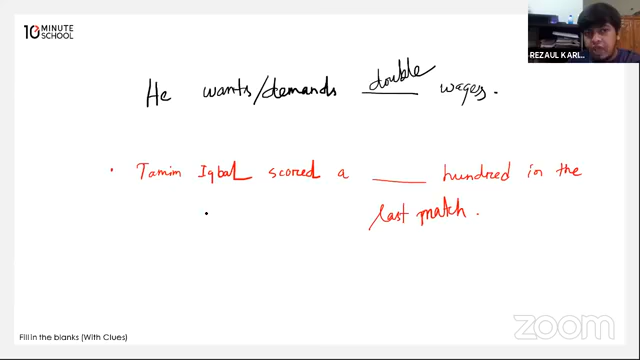 10 MINUTE SCHOOL
REZAUL KARI...
He wants/demands double wages.
• Tamim Iqbal scored a ____ hundred in the
last match.
zoom
Fill in the blanks (With Clues)